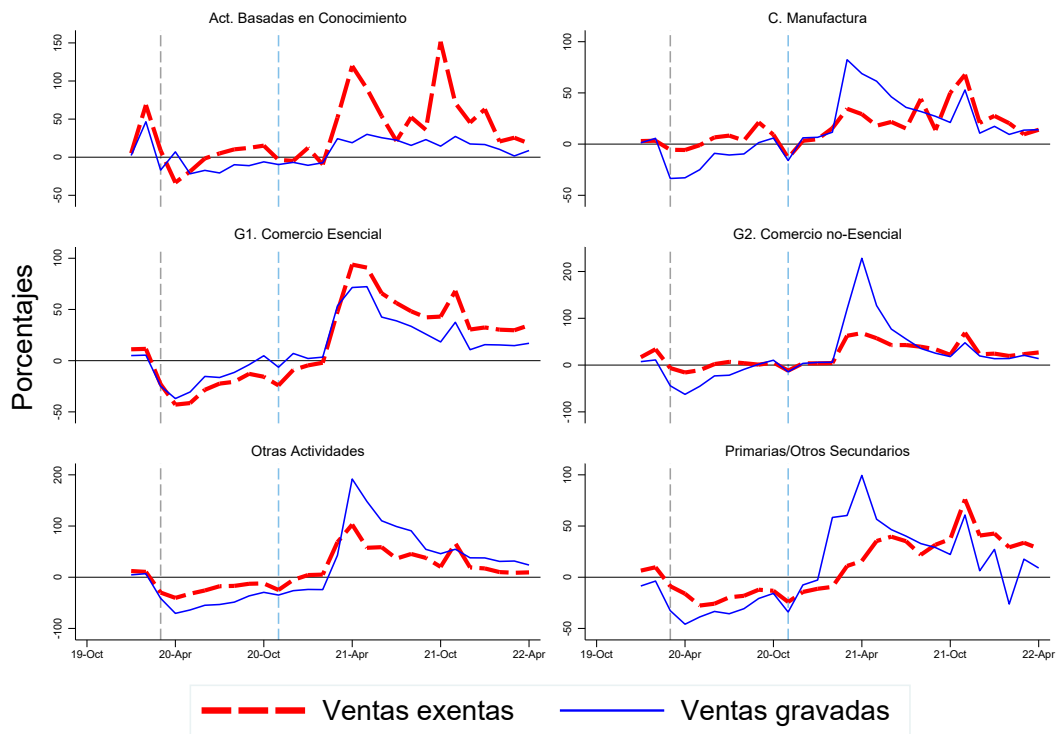 Act. Basadas en Conocimiento
150
100
50
0
-50
C. Manufactura
100
50
0
-50
Porcentajes
G1. Comercio Esencial
100
50
0
-50
G2. Comercio no-Esencial
200
100
0
-100
Otras Actividades
200
100
0
-100
19-Oct 20-Apr 20-Oct 21-Apr 21-Oct 22-Apr
Primarias/Otros Secundarios
100
50
0
-50
19-Oct 20-Apr 20-Oct 21-Apr 21-Oct 22-Apr
Ventas exentas Ventas gravadas